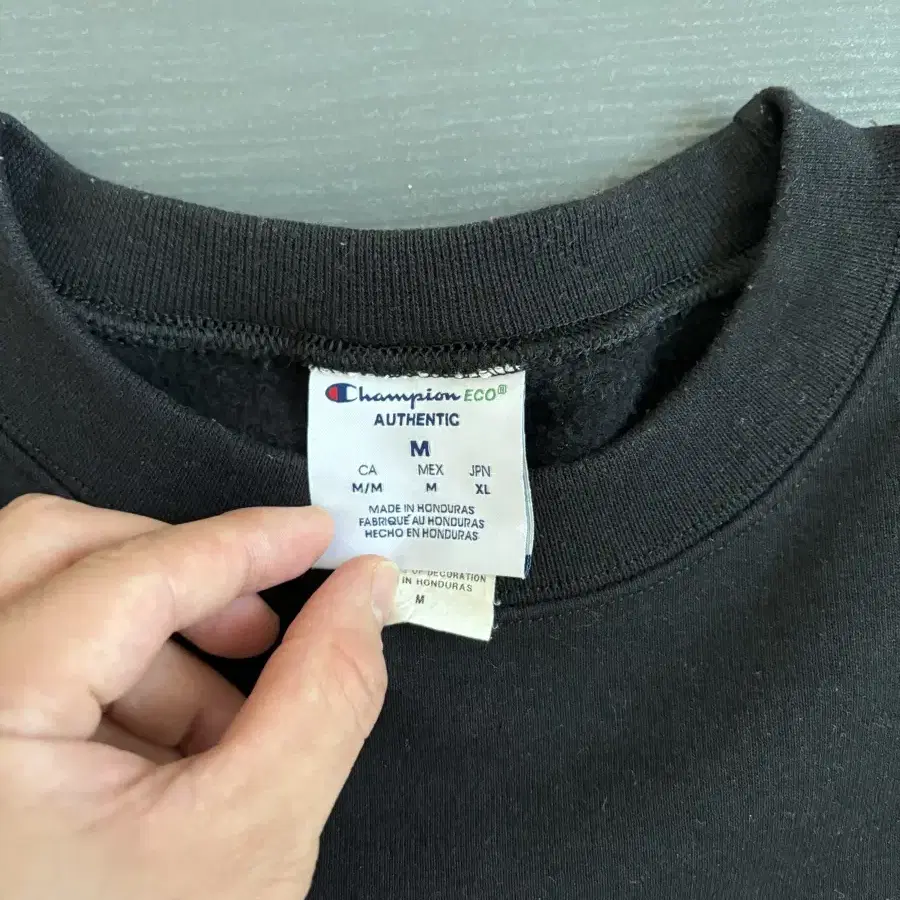 Champion ECO®
AUTHENTIC
M
CA MEX JPN
M/M M XL
MADE IN HONDURAS
FABRIQUÉ AU HONDURAS
HECHO EN HONDURAS
OF DECORATION
IN HONDURAS
M